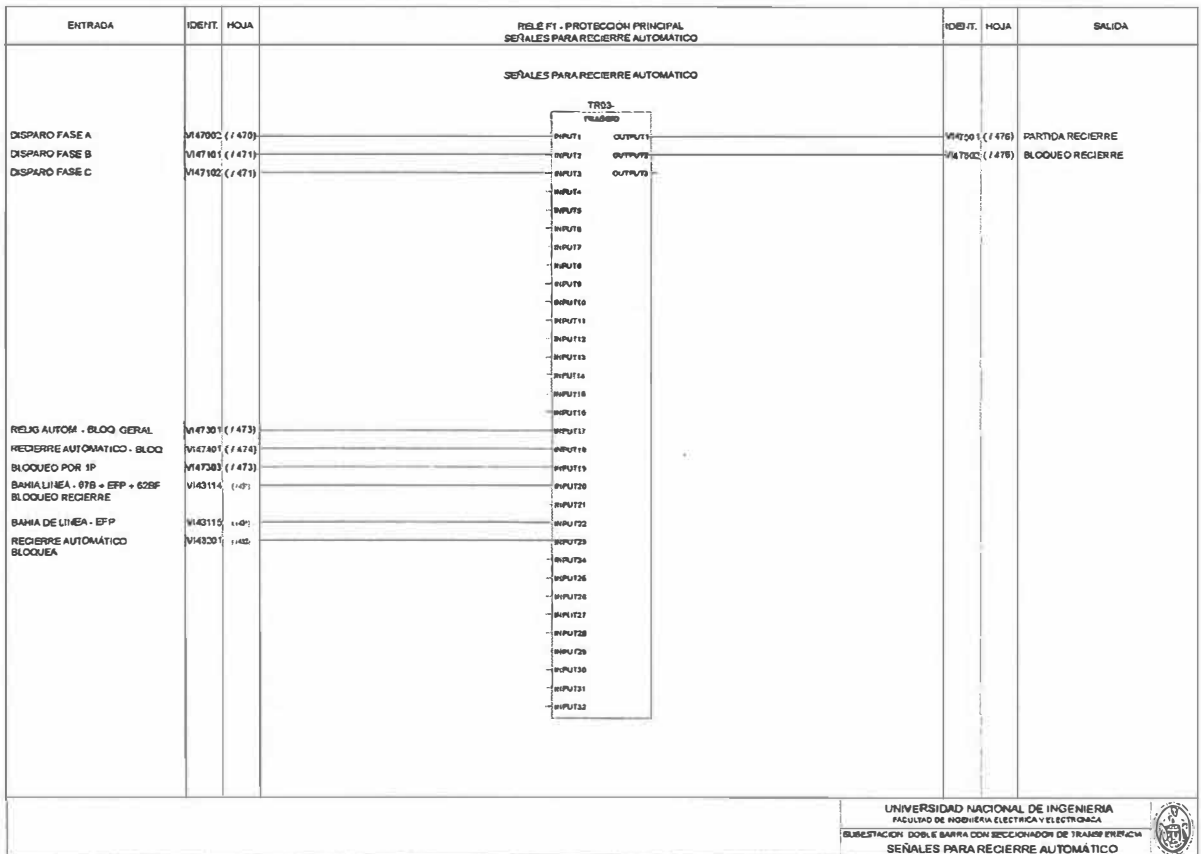 ENTRADA IDENT. HOJA RELÉ F1 - PROTECCIÓN PRINCIPAL IDENT. HOJA SALIDA
SEÑALES PARA RECIERRE AUTOMÁTICO
SEÑALES PARA RECIERRE AUTOMÁTICO
TR03-
DISPARO FASE A VI47002 ( / 470) INPUT1 OUTPUT1 ( / 476) PARTIDA RECIERRE
DISPARO FASE B VI47101 ( / 471) INPUT2 OUTPUT2 BLOQUEO RECIERRE
DISPARO FASE C VI47102 ( / 471) INPUT3 OUTPUT3
INPUT4
INPUT5
INPUT6
INPUT7
INPUT8
INPUT9
INPUT10
INPUT11
INPUT12
INPUT13
INPUT14
INPUT15
INPUT16
RELIG AUTOM - BLOQ GERAL VI47301 ( / 473) INPUT17
RECIERRE AUTOMATICO - BLOQ VI47401 ( / 474) INPUT18
BLOQUEO POR 1P VI47303 ( / 473) INPUT19
BAHIA LINEA - 87B + EFP + 62BF VI43114 INPUT20
BLOQUEO RECIERRE
INPUT21
BAHIA DE LINEA - EFP VI43115 INPUT22
RECIERRE AUTOMÁTICO VI43201 INPUT23
BLOQUEA
INPUT24
INPUT25
INPUT26
INPUT27
INPUT28
INPUT29
INPUT30
INPUT31
INPUT32
UNIVERSIDAD NACIONAL DE INGENIERIA
FACULTAD DE INGENIERIA ELECTRICA Y ELECTRONICA
SUBESTACION DOBLE BARRA CON SECCIONADOR DE TRANSFERENCIA
SEÑALES PARA RECIERRE AUTOMÁTICO